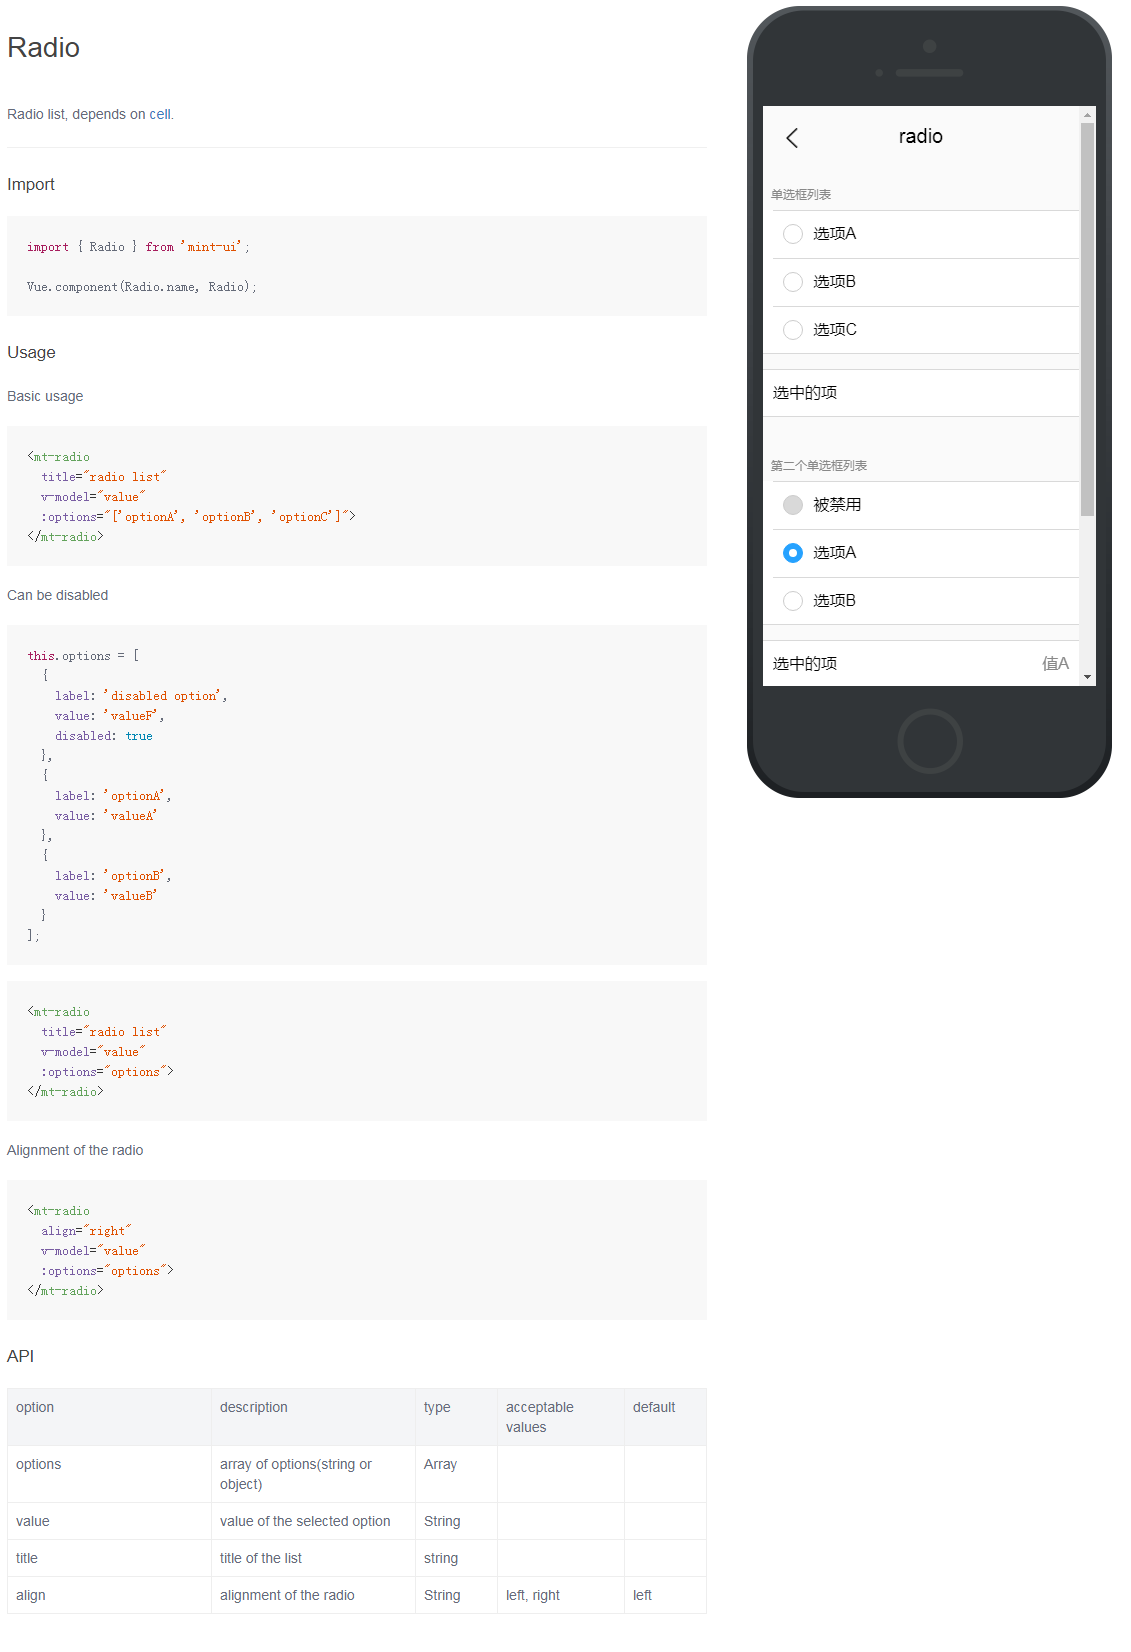 Radio
Radio list, depends on cell.
Import
import { Radio } from 'mint-ui';
Vue.component(Radio.name, Radio);
Usage
Basic usage
<mt-radio
  title="radio list"
  v-model="value"
  :options="['optionA', 'optionB', 'optionC']">
</mt-radio>
Can be disabled
this.options = [
  {
    label: 'disabled option',
    value: 'valueF',
    disabled: true
  },
  {
    label: 'optionA',
    value: 'valueA'
  },
  {
    label: 'optionB',
    value: 'valueB'
  }
];
<mt-radio
  title="radio list"
  v-model="value"
  :options="options">
</mt-radio>
Alignment of the radio
<mt-radio
  align="right"
  v-model="value"
  :options="options">
</mt-radio>
API
option description type acceptable values default
options array of options(string or object) Array
value value of the selected option String
title title of the list string
align alignment of the radio String left, right left
radio
单选框列表
选项A
选项B
选项C
选中的项
第二个单选框列表
被禁用
选项A
选项B
选中的项 值A